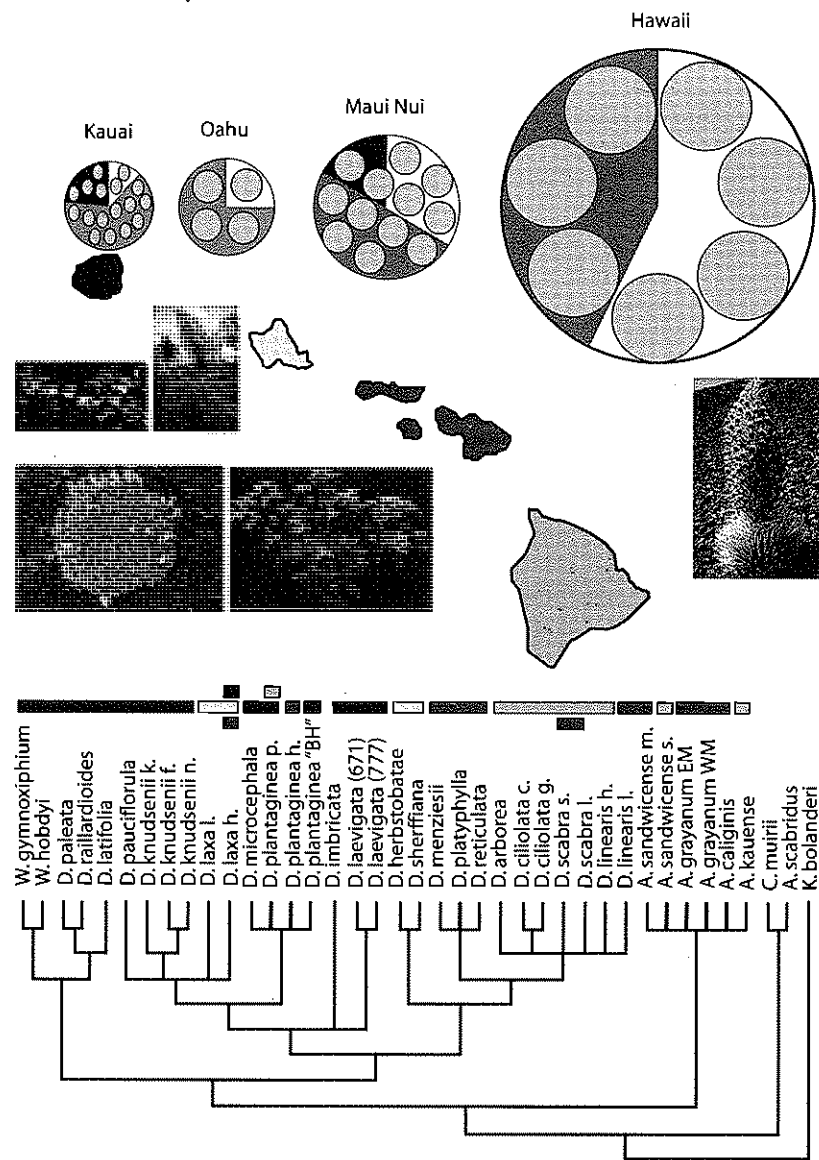 Hawaii
Maui Nui
Kauai
Oahu
W. gymnoxiphium
W. hobdyi
D. paleata
D. raillardioides
D. latifolia
D. pauciflorula
D. knudsenii k.
D. knudsenii f.
D. knudsenii n.
D. laxa l.
D. laxa h.
D. microcephala
D. plantaginea p.
D. plantaginea h.
D. plantaginea "BH"
D. imbricata
D. laevigata (671)
D. laevigata (777)
D. herbstobatae
D. sherffiana
D. menziesii
D. platyphylla
D. reticulata
D. arborea
D. ciliolata c.
D. ciliolata g.
D. scabra s.
D. scabra l.
D. linearis h.
D. linearis l.
A. sandwicense m.
A. sandwicense s.
A. grayanum EM
A. grayanum WM
A. caliginis
A. kauense
C. muirii
A. scabridus
K. bolanderi